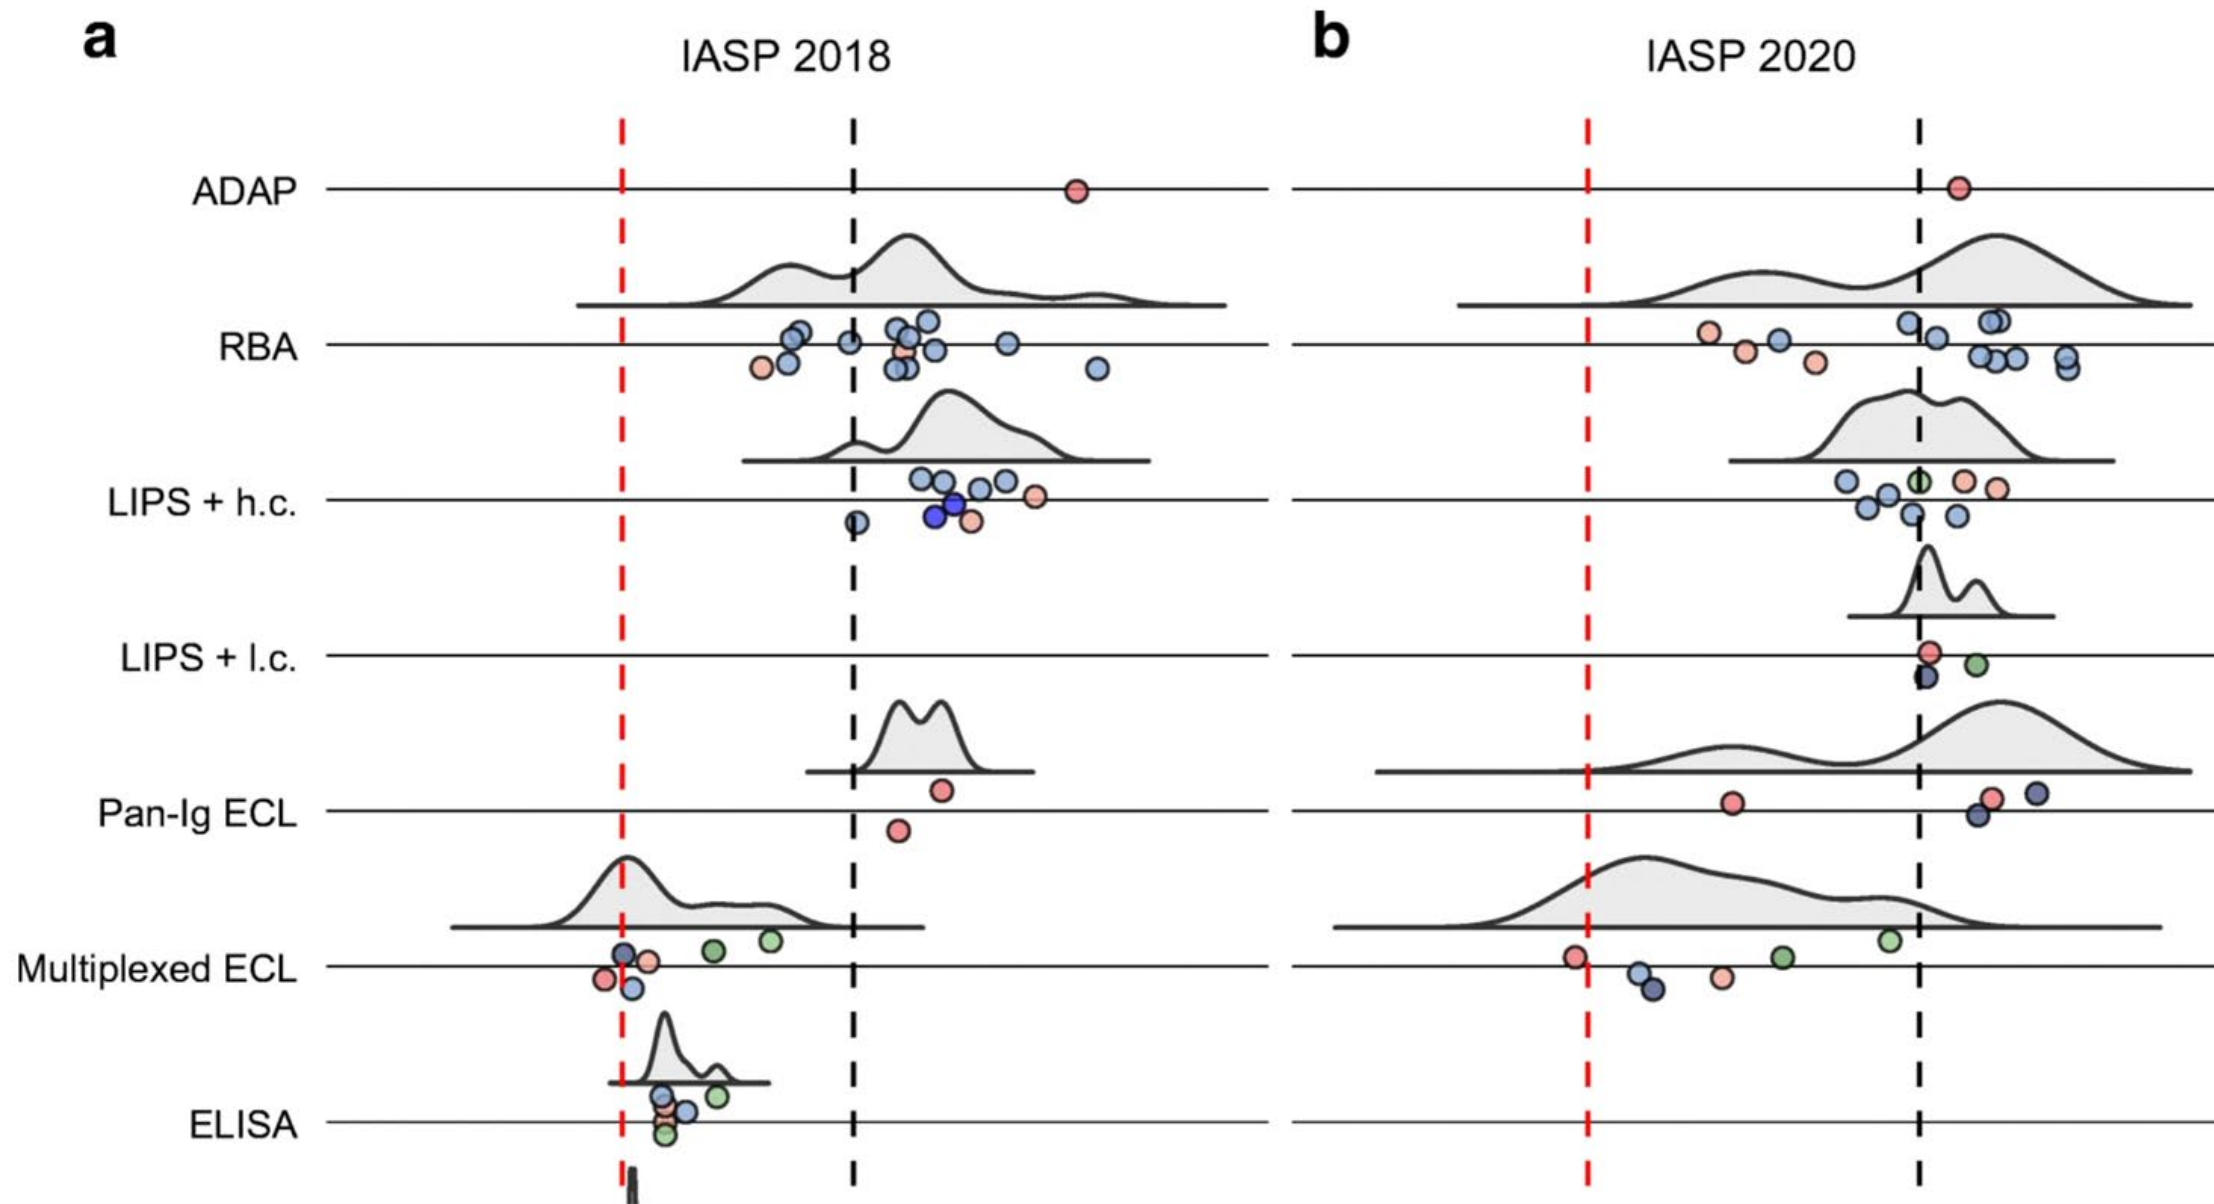 a
IASP 2018
b
IASP 2020
ADAP
RBA
LIPS + h.c.
LIPS + l.c.
Pan-Ig ECL
Multiplexed ECL
ELISA